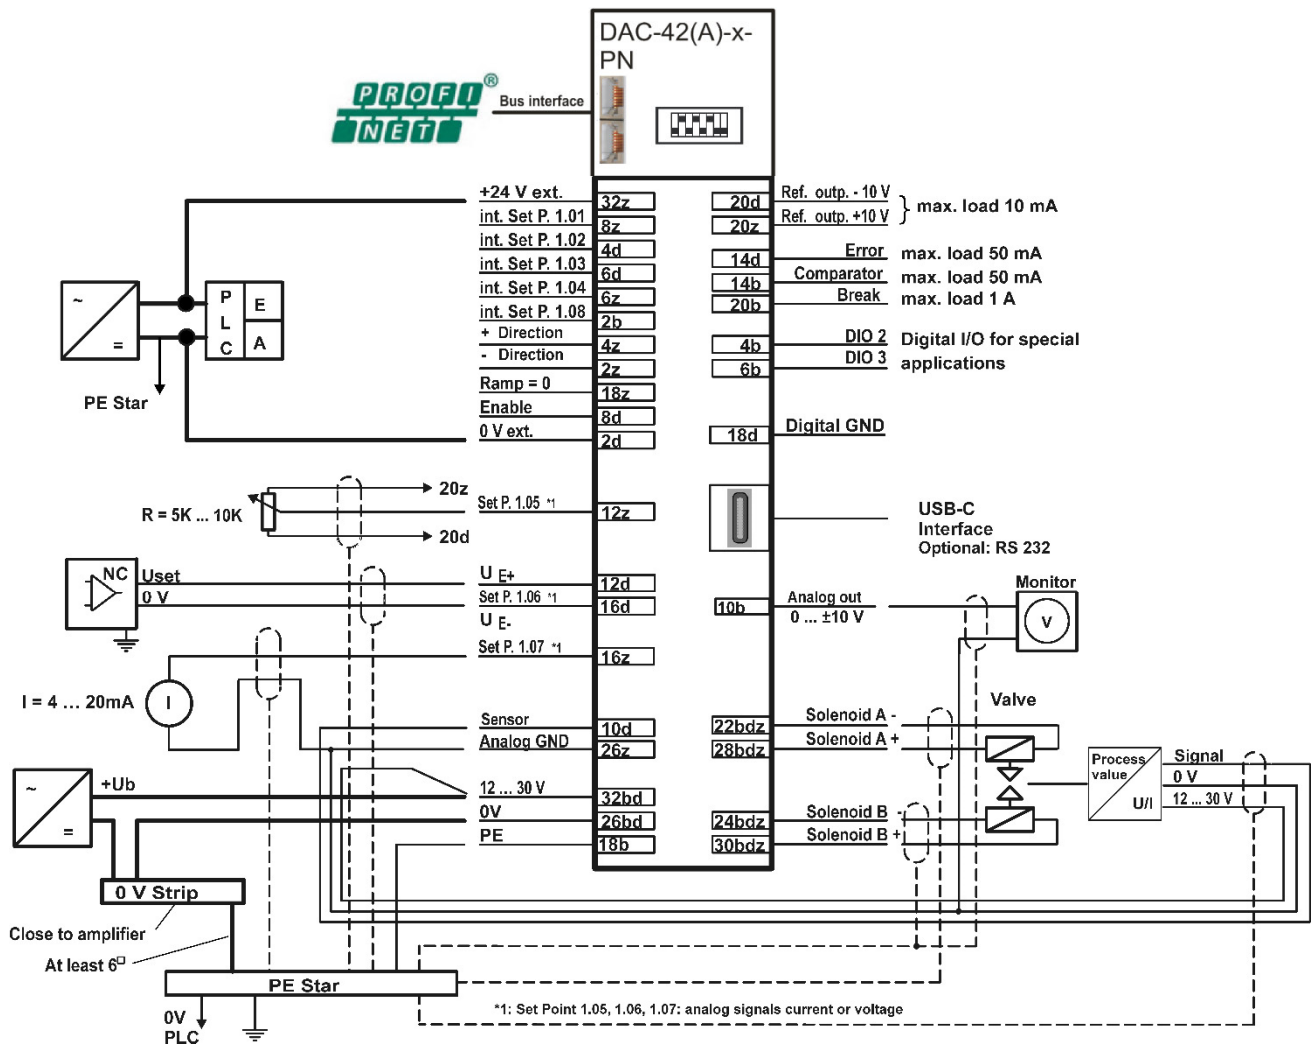 DAC-42(A)-x-
PN
PROFI®
NET
Bus interface
+24 V ext.
32z
int. Set P. 1.01
8z
int. Set P. 1.02
4d
int. Set P. 1.03
6d
int. Set P. 1.04
6z
int. Set P. 1.08
2b
+ Direction
4z
- Direction
2z
Ramp = 0
18z
Enable
8d
0 V ext.
2d
20d
Ref. outp. - 10 V
20z
Ref. outp. +10 V
} max. load 10 mA
14d
Error
max. load 50 mA
14b
Comparator
max. load 50 mA
20b
Break
max. load 1 A
4b
DIO 2
Digital I/O for special
6b
DIO 3
applications
18d
Digital GND
~
=
P
L
C
E
A
PE Star
R = 5K ... 10K
20z
20d
Set P. 1.05 *1
12z
USB-C
Interface
Optional: RS 232
NC
Uset
0 V
U E+
12d
Set P. 1.06 *1
16d
U E-
Set P. 1.07 *1
16z
10b
Analog out
0 ... ±10 V
Monitor
V
I = 4 ... 20mA
I
Sensor
10d
Analog GND
26z
22bdz
Solenoid A -
28bdz
Solenoid A +
Valve
Process
value
U/I
Signal
0 V
12 ... 30 V
~
=
+Ub
12 ... 30 V
32bd
0V
26bd
PE
18b
24bdz
Solenoid B -
30bdz
Solenoid B +
0 V Strip
Close to amplifier
At least 6□
PE Star
0V
PLC
*1: Set Point 1.05, 1.06, 1.07: analog signals current or voltage